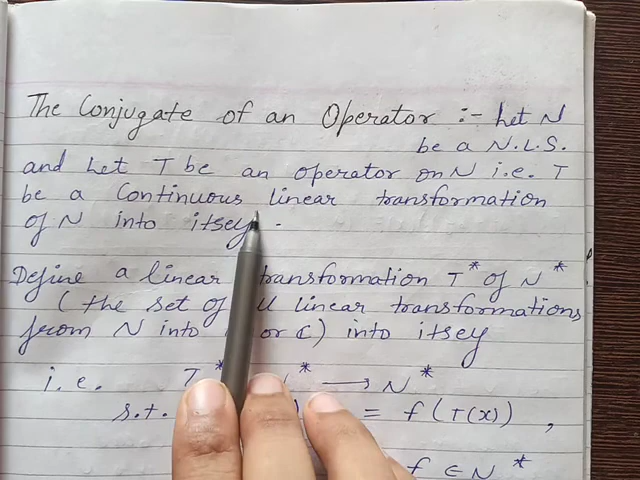 The Conjugate of an Operator :- Let N
be a N.L.S.
and Let T be an operator on N i.e. T
be a Continuous linear transformation
of N into itself.
Define a linear transformation T* of N*
( the set of linear transformations
from N into or C) into itself
i.e. T* * → N*
s.t. ) = f(T(x)) ,
f ∈ N*